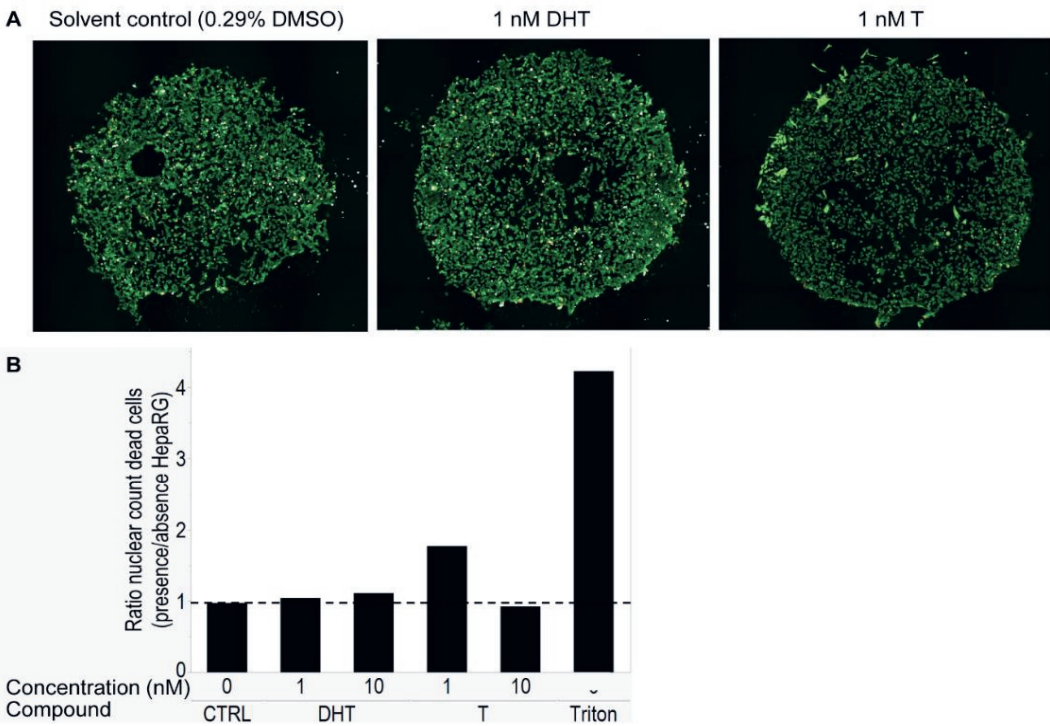 A
Solvent control (0.29% DMSO)
1 nM DHT
1 nM T
B
Ratio nuclear count dead cells
(presence/absence HepaRG)
4
3
2
1
0
Concentration (nM) 0 1 10 1 10
Compound CTRL DHT T Triton